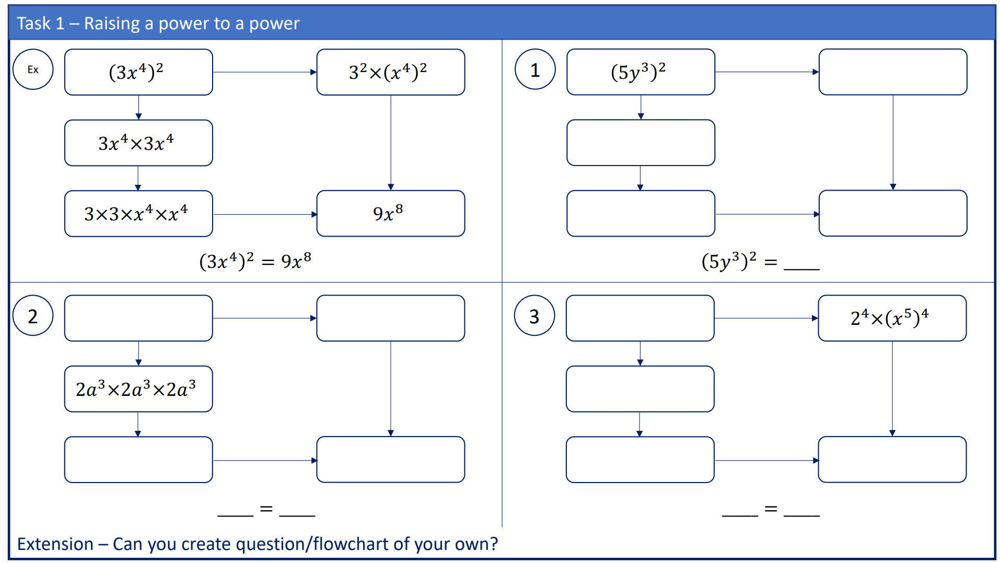 Task 1 – Raising a power to a power
Ex
(3x⁴)²
3²×(x⁴)²
3x⁴×3x⁴
3×3×x⁴×x⁴
9x⁸
(3x⁴)² = 9x⁸
1
(5y³)²
(5y³)² = ____
2
2a³×2a³×2a³
____ = ____
3
2⁴×(x⁵)⁴
____ = ____
Extension – Can you create question/flowchart of your own?